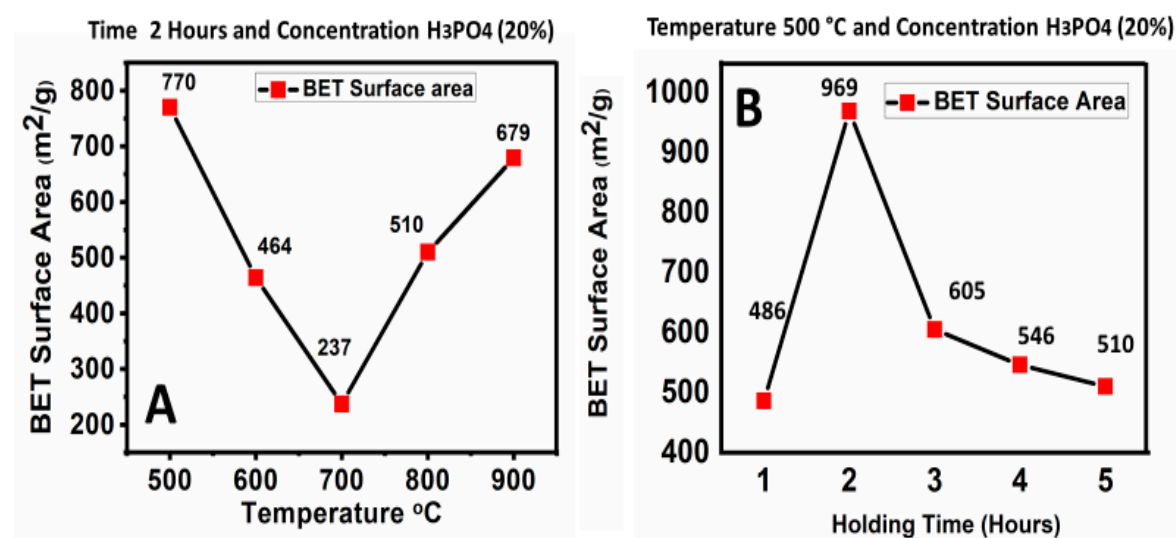 Time 2 Hours and Concentration H3PO4 (20%)
BET Surface area
770
464
237
510
679
A
BET Surface Area (m2/g)
800
700
600
500
400
300
200
500 600 700 800 900
Temperature oC
Temperature 500 °C and Concentration H3PO4 (20%)
BET Surface Area
B
969
486
605
546
510
BET Surface Area (m2/g)
1000
900
800
700
600
500
400
1 2 3 4 5
Holding Time (Hours)